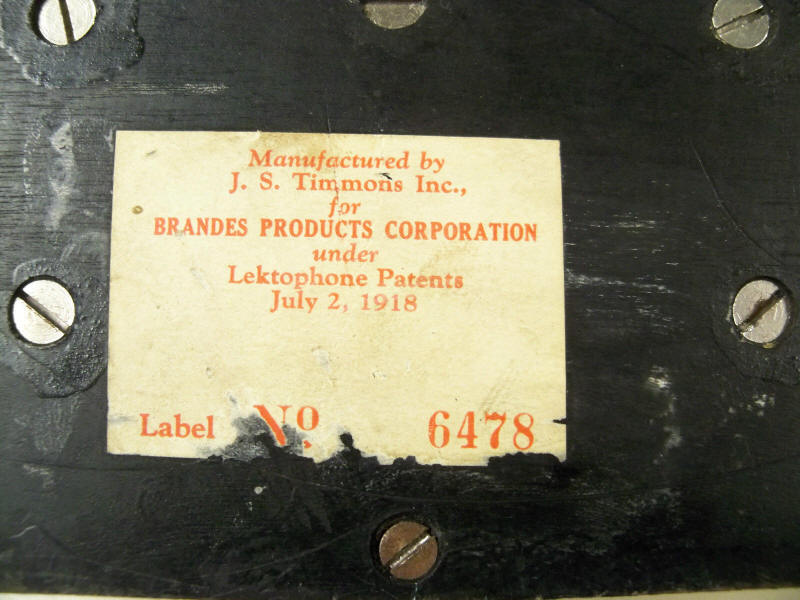 Manufactured by
J. S. Timmons Inc.,
for
BRANDES PRODUCTS CORPORATION
under
Lektophone Patents
July 2, 1918
Label No. 6478